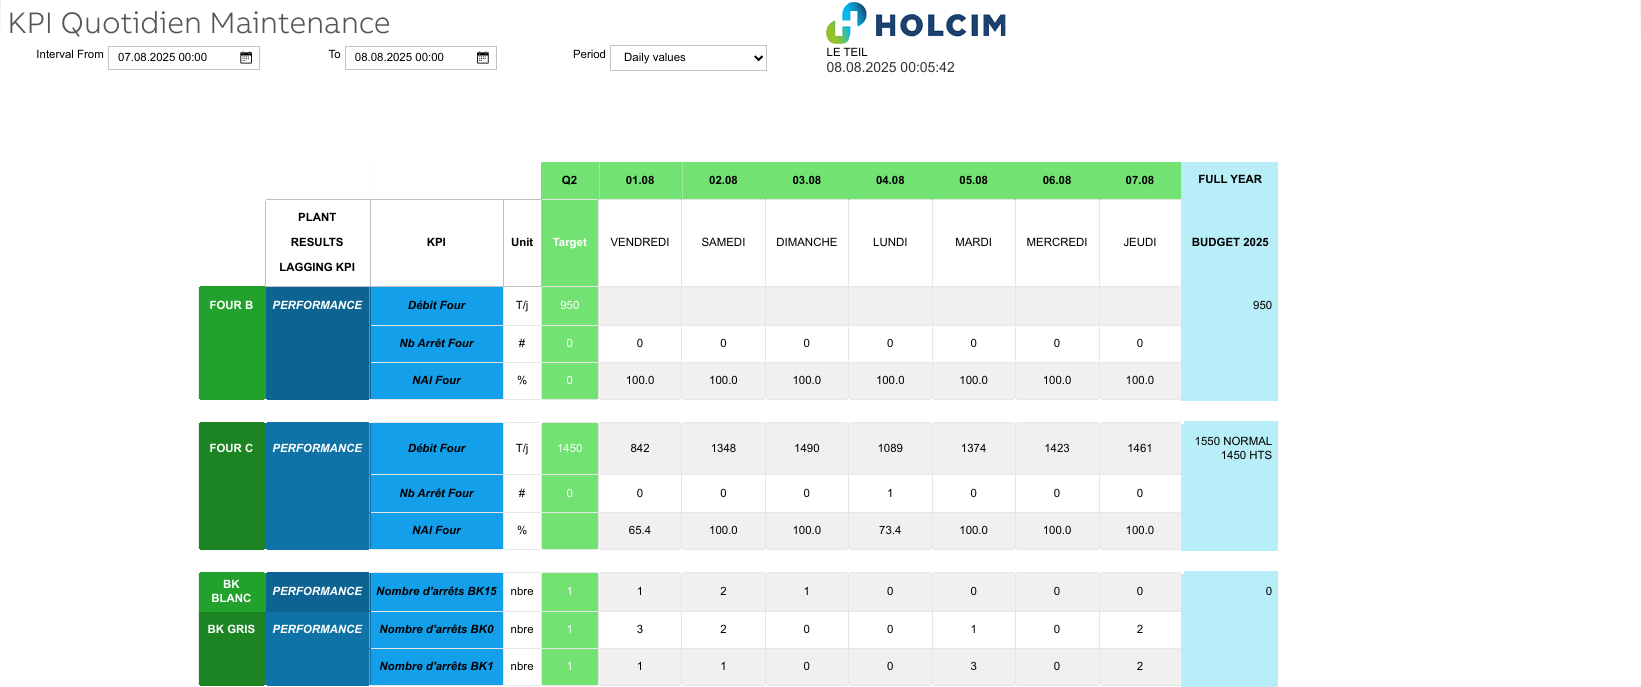 KPI Quotidien Maintenance
HOLCIM
Interval From 07.08.2025 00:00 To 08.08.2025 00:00 Period Daily values
LE TEIL
08.08.2025 00:05:42
Q2 01.08 02.08 03.08 04.08 05.08 06.08 07.08 FULL YEAR
PLANT
RESULTS KPI Unit Target VENDREDI SAMEDI DIMANCHE LUNDI MARDI MERCREDI JEUDI BUDGET 2025
LAGGING KPI
FOUR B PERFORMANCE Débit Four T/j 950 950
Nb Arrêt Four # 0 0 0 0 0 0 0 0
NAI Four % 0 100.0 100.0 100.0 100.0 100.0 100.0 100.0
FOUR C PERFORMANCE Débit Four T/j 1450 842 1348 1490 1089 1374 1423 1461 1550 NORMAL
1450 HTS
Nb Arrêt Four # 0 0 0 0 1 0 0 0
NAI Four % 65.4 100.0 100.0 73.4 100.0 100.0 100.0
BK
BLANC PERFORMANCE Nombre d'arrêts BK15 nbre 1 1 2 1 0 0 0 0 0
BK GRIS PERFORMANCE Nombre d'arrêts BK0 nbre 1 3 2 0 0 1 0 2
Nombre d'arrêts BK1 nbre 1 1 1 0 0 3 0 2